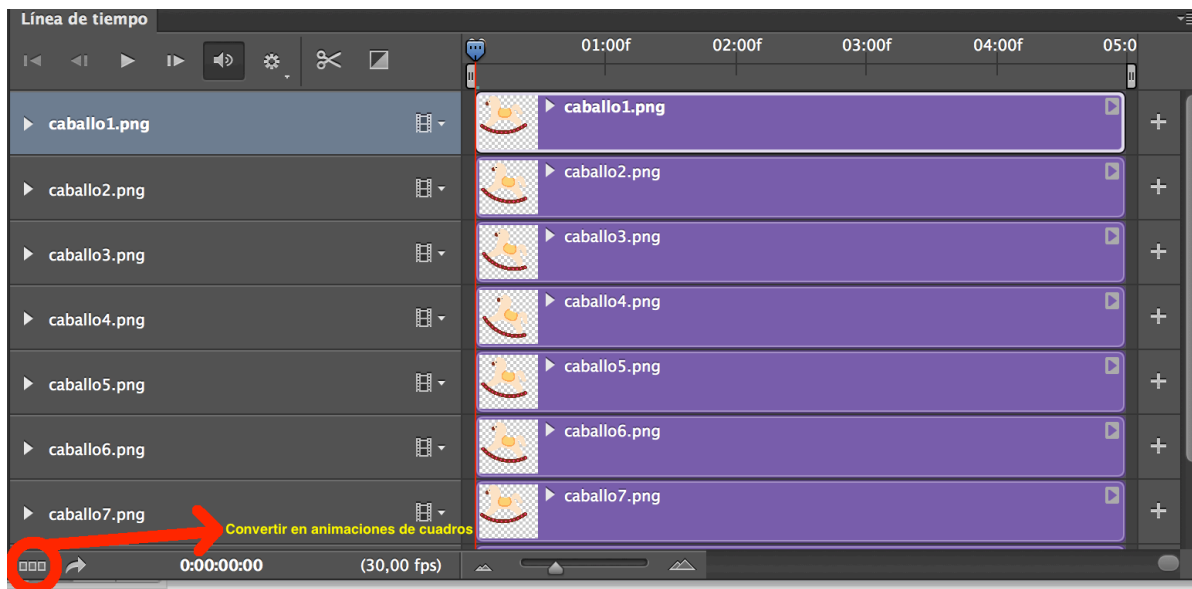 Línea de tiempo
01:00f 02:00f 03:00f 04:00f 05:0
caballo1.png caballo1.png
caballo2.png caballo2.png
caballo3.png caballo3.png
caballo4.png caballo4.png
caballo5.png caballo5.png
caballo6.png caballo6.png
caballo7.png caballo7.png
Convertir en animaciones de cuadros
0:00:00:00 (30,00 fps)